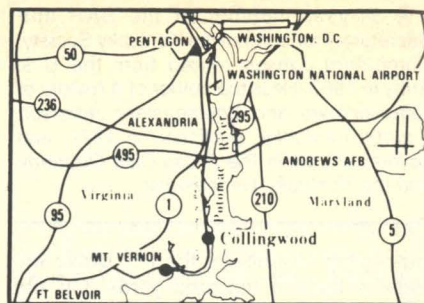 PENTAGON
WASHINGTON, D.C.
50
WASHINGTON NATIONAL AIRPORT
236
ALEXANDRIA
295
495
Potomac River
ANDREWS AFB
Virginia
1
210
Maryland
95
5
Collingwood
MT VERNON
FT BELVOIR